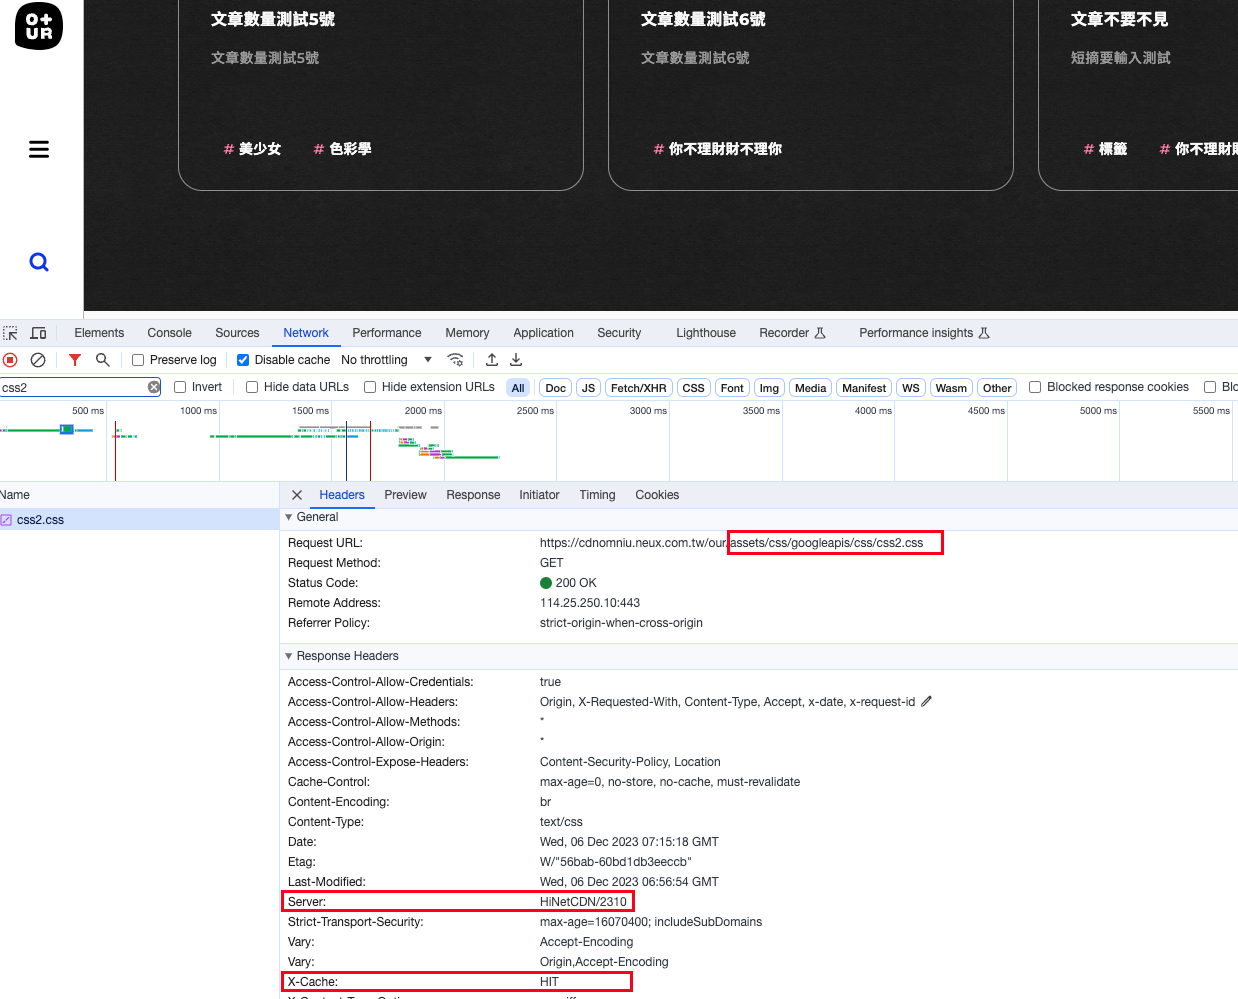 O+
UR
文章數量測試5號
文章數量測試6號
文章不要不見
文章數量測試5號
文章數量測試6號
短摘要輸入測試
# 美少女 # 色彩學
# 你不理財財不理你
# 標籤 # 你不理財
Elements Console Sources Network Performance Memory Application Security Lighthouse Recorder Performance insights
Preserve log Disable cache No throttling
css2 Invert Hide data URLs Hide extension URLs All Doc JS Fetch/XHR CSS Font Img Media Manifest WS Wasm Other Blocked response cookies Blo
500 ms 1000 ms 1500 ms 2000 ms 2500 ms 3000 ms 3500 ms 4000 ms 4500 ms 5000 ms 5500 ms
Name
css2.css
Headers Preview Response Initiator Timing Cookies
General
Request URL: https://cdnomniu.neux.com.tw/our/assets/css/googleapis/css/css2.css
Request Method: GET
Status Code: 200 OK
Remote Address: 114.25.250.10:443
Referrer Policy: strict-origin-when-cross-origin
Response Headers
Access-Control-Allow-Credentials: true
Access-Control-Allow-Headers: Origin, X-Requested-With, Content-Type, Accept, x-date, x-request-id
Access-Control-Allow-Methods: *
Access-Control-Allow-Origin: *
Access-Control-Expose-Headers: Content-Security-Policy, Location
Cache-Control: max-age=0, no-store, no-cache, must-revalidate
Content-Encoding: br
Content-Type: text/css
Date: Wed, 06 Dec 2023 07:15:18 GMT
Etag: W/"56bab-60bd1db3eeccb"
Last-Modified: Wed, 06 Dec 2023 06:56:54 GMT
Server: HiNetCDN/2310
Strict-Transport-Security: max-age=16070400; includeSubDomains
Vary: Accept-Encoding
Vary: Origin,Accept-Encoding
X-Cache: HIT